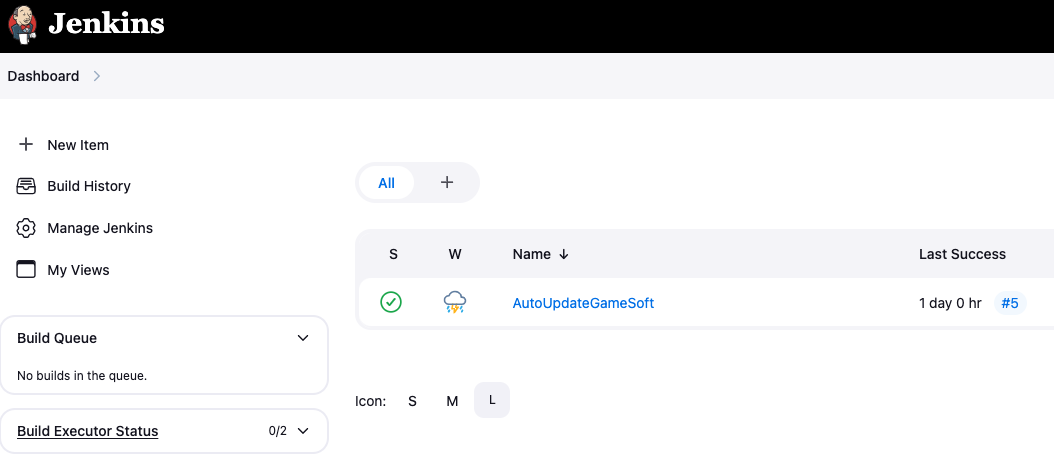 Jenkins
Dashboard
New Item
Build History
Manage Jenkins
My Views
Build Queue
No builds in the queue.
Build Executor Status 0/2
All +
S W Name ↓ Last Success
AutoUpdateGameSoft 1 day 0 hr #5
Icon: S M L